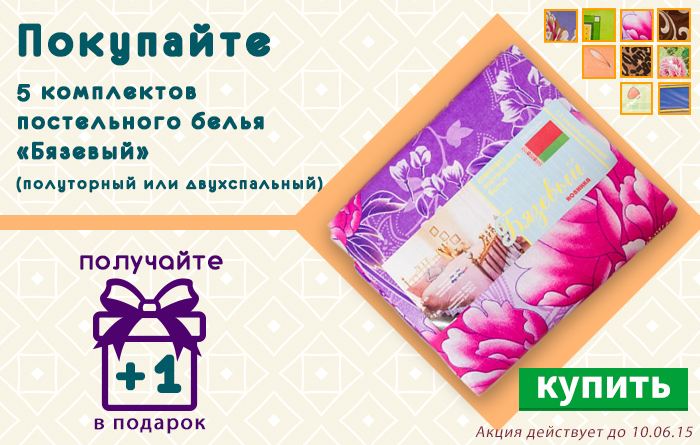 Покупайте
5 комплектов
постельного белья
«Бязевый»
(полуторный или двухспальный)
получайте
+1
в подарок
Бязевый
новинка
купить
Акция действует до 10.06.15